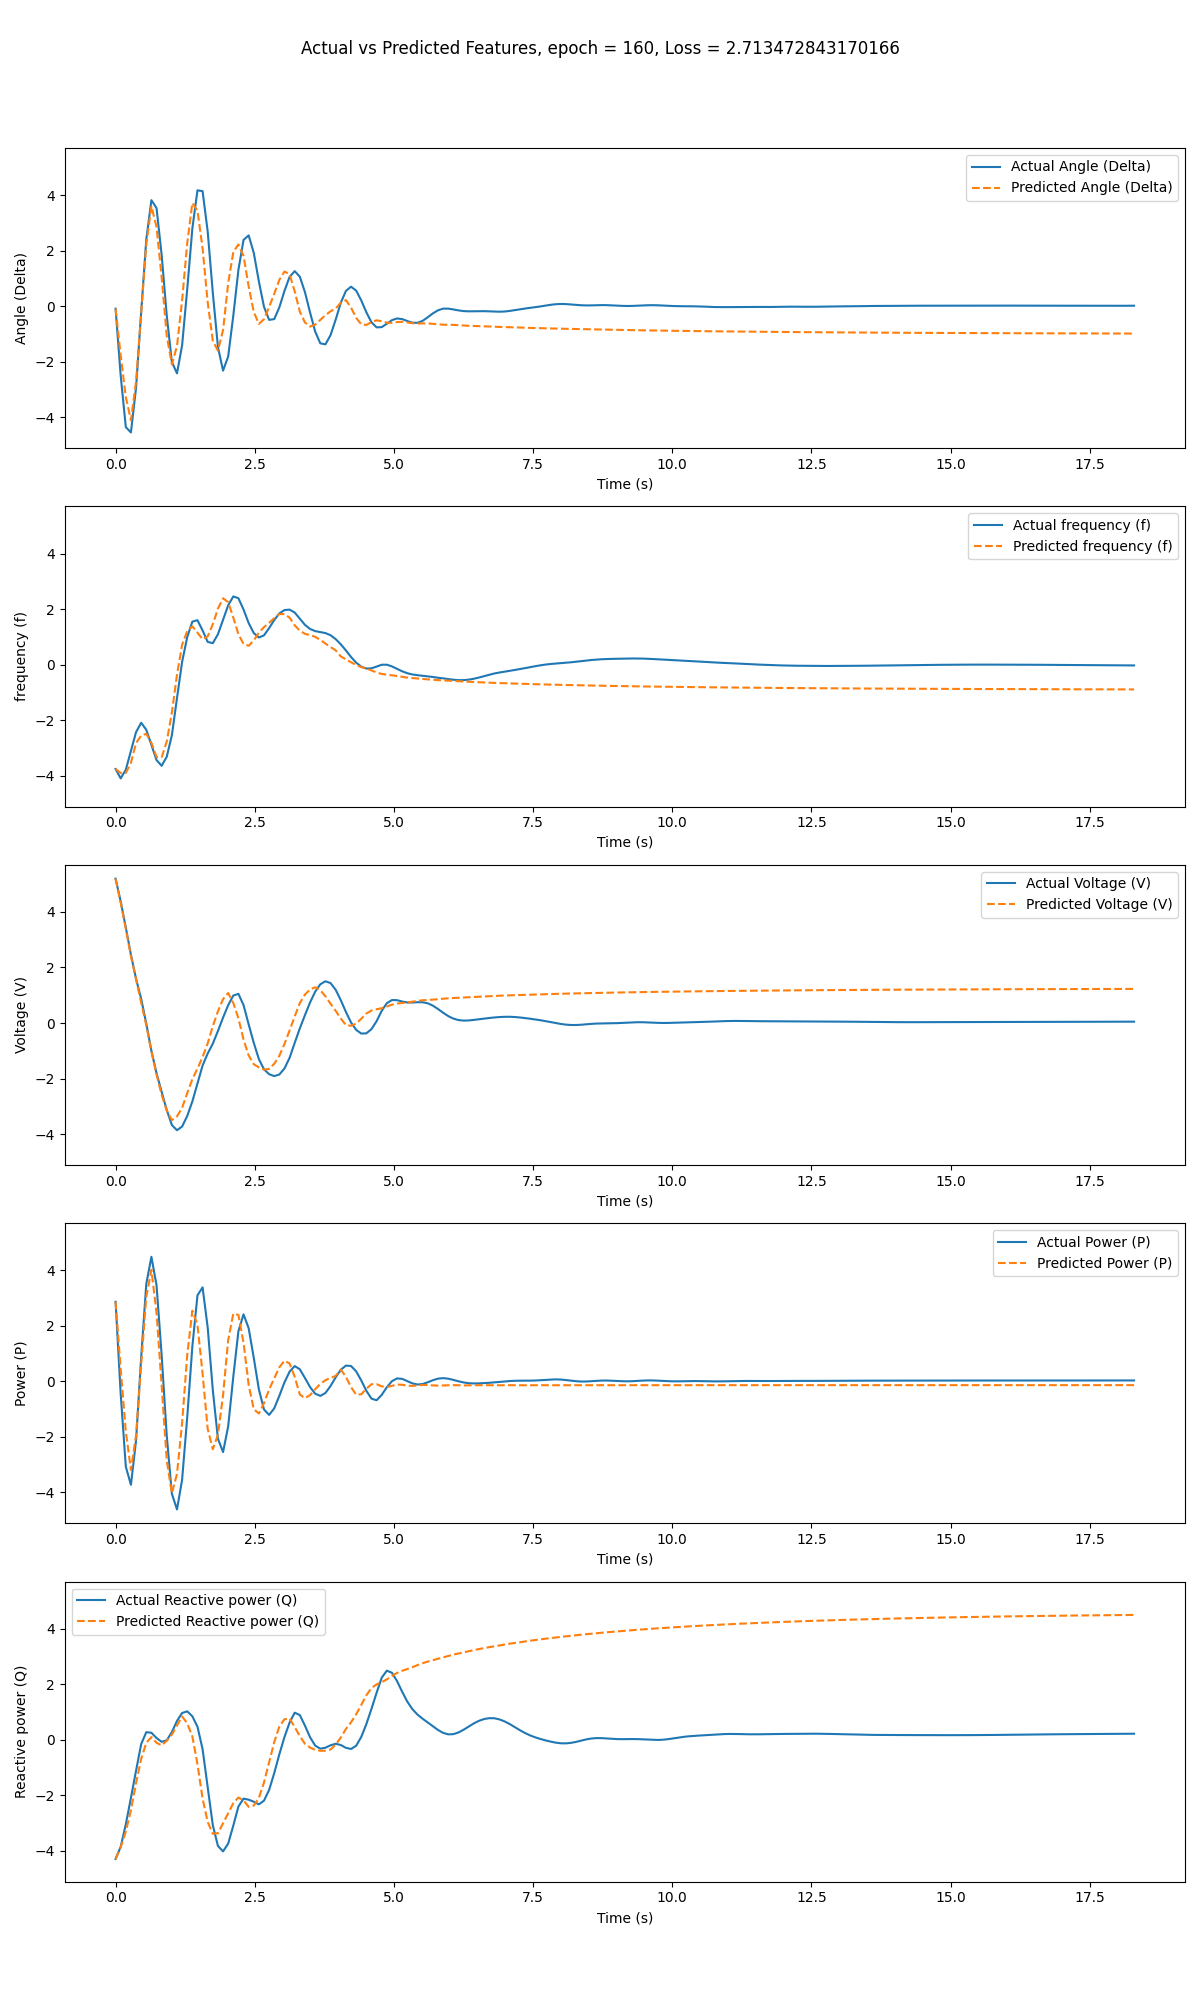 Actual vs Predicted Features, epoch = 160, Loss = 2.713472843170166
Actual Angle (Delta)
Predicted Angle (Delta)
Angle (Delta)
4
2
0
−2
−4
0.0 2.5 5.0 7.5 10.0 12.5 15.0 17.5
Time (s)
Actual frequency (f)
Predicted frequency (f)
frequency (f)
4
2
0
−2
−4
0.0 2.5 5.0 7.5 10.0 12.5 15.0 17.5
Time (s)
Actual Voltage (V)
Predicted Voltage (V)
Voltage (V)
4
2
0
−2
−4
0.0 2.5 5.0 7.5 10.0 12.5 15.0 17.5
Time (s)
Actual Power (P)
Predicted Power (P)
Power (P)
4
2
0
−2
−4
0.0 2.5 5.0 7.5 10.0 12.5 15.0 17.5
Time (s)
Actual Reactive power (Q)
Predicted Reactive power (Q)
Reactive power (Q)
4
2
0
−2
−4
0.0 2.5 5.0 7.5 10.0 12.5 15.0 17.5
Time (s)